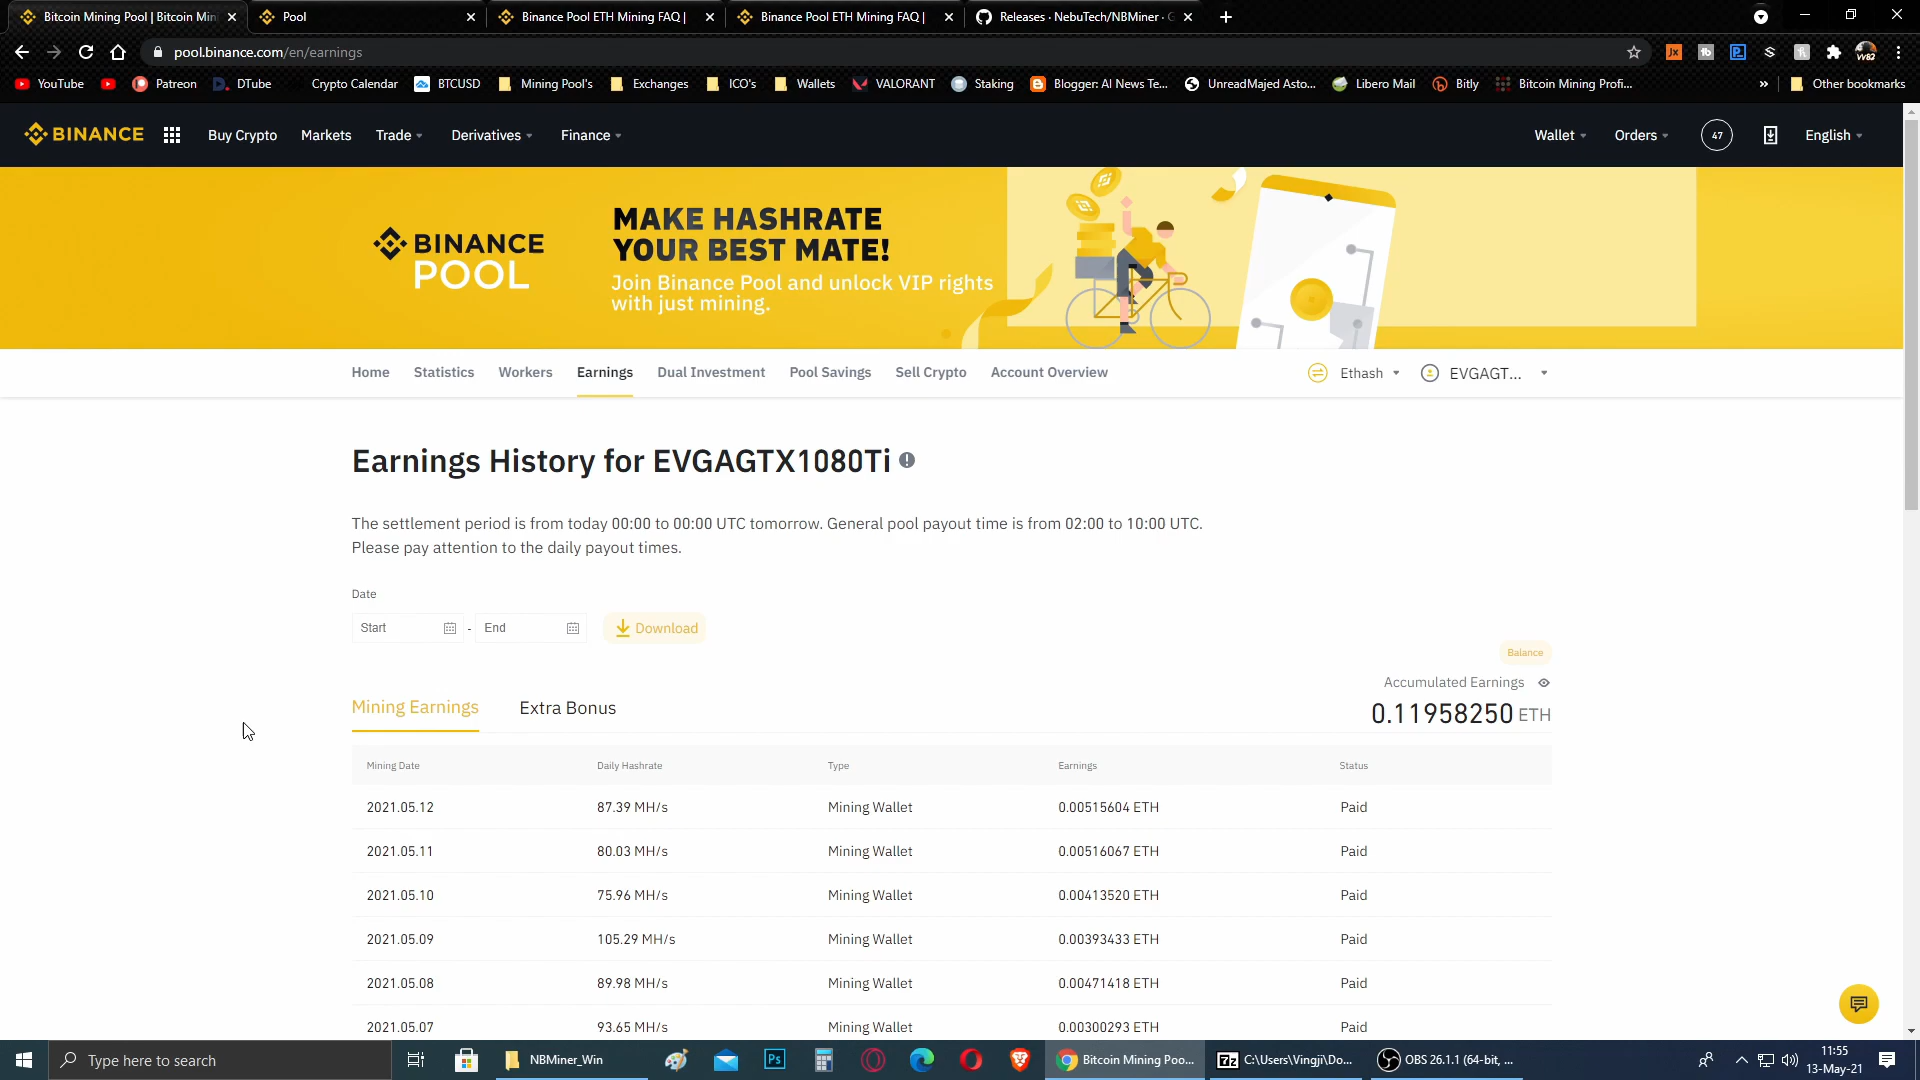 Bitcoin Mining Pool | Bitcoin Min
Pool
Binance Pool ETH Mining FAQ |
Binance Pool ETH Mining FAQ |
Releases · NebuTech/NBMiner · G
pool.binance.com/en/earnings
YouTube
Patreon
DTube
Crypto Calendar
BTCUSD
Mining Pool's
Exchanges
ICO's
Wallets
VALORANT
Staking
Blogger: AI News Te...
UnreadMajed Asto...
Libero Mail
Bitly
Bitcoin Mining Profi...
Other bookmarks
BINANCE
Buy Crypto
Markets
Trade
Derivatives
Finance
Wallet
Orders
47
English
BINANCE
POOL
MAKE HASHRATE
YOUR BEST MATE!
Join Binance Pool and unlock VIP rights
with just mining.
Home
Statistics
Workers
Earnings
Dual Investment
Pool Savings
Sell Crypto
Account Overview
Ethash
EVGAGT...
Earnings History for EVGAGTX1080Ti
The settlement period is from today 00:00 to 00:00 UTC tomorrow. General pool payout time is from 02:00 to 10:00 UTC.
Please pay attention to the daily payout times.
Date
Start - End Download
Balance
Accumulated Earnings
0.11958250 ETH
Mining Earnings
Extra Bonus
Mining Date Daily Hashrate Type Earnings Status
2021.05.12 87.39 MH/s Mining Wallet 0.00515604 ETH Paid
2021.05.11 80.03 MH/s Mining Wallet 0.00516067 ETH Paid
2021.05.10 75.96 MH/s Mining Wallet 0.00413520 ETH Paid
2021.05.09 105.29 MH/s Mining Wallet 0.00393433 ETH Paid
2021.05.08 89.98 MH/s Mining Wallet 0.00471418 ETH Paid
2021.05.07 93.65 MH/s Mining Wallet 0.00300293 ETH Paid
Type here to search
NBMiner_Win
Ps
Bitcoin Mining Poo...
7z
C:\Users\Vingji\Do...
OBS 26.1.1 (64-bit, ...
11:55
13-May-21